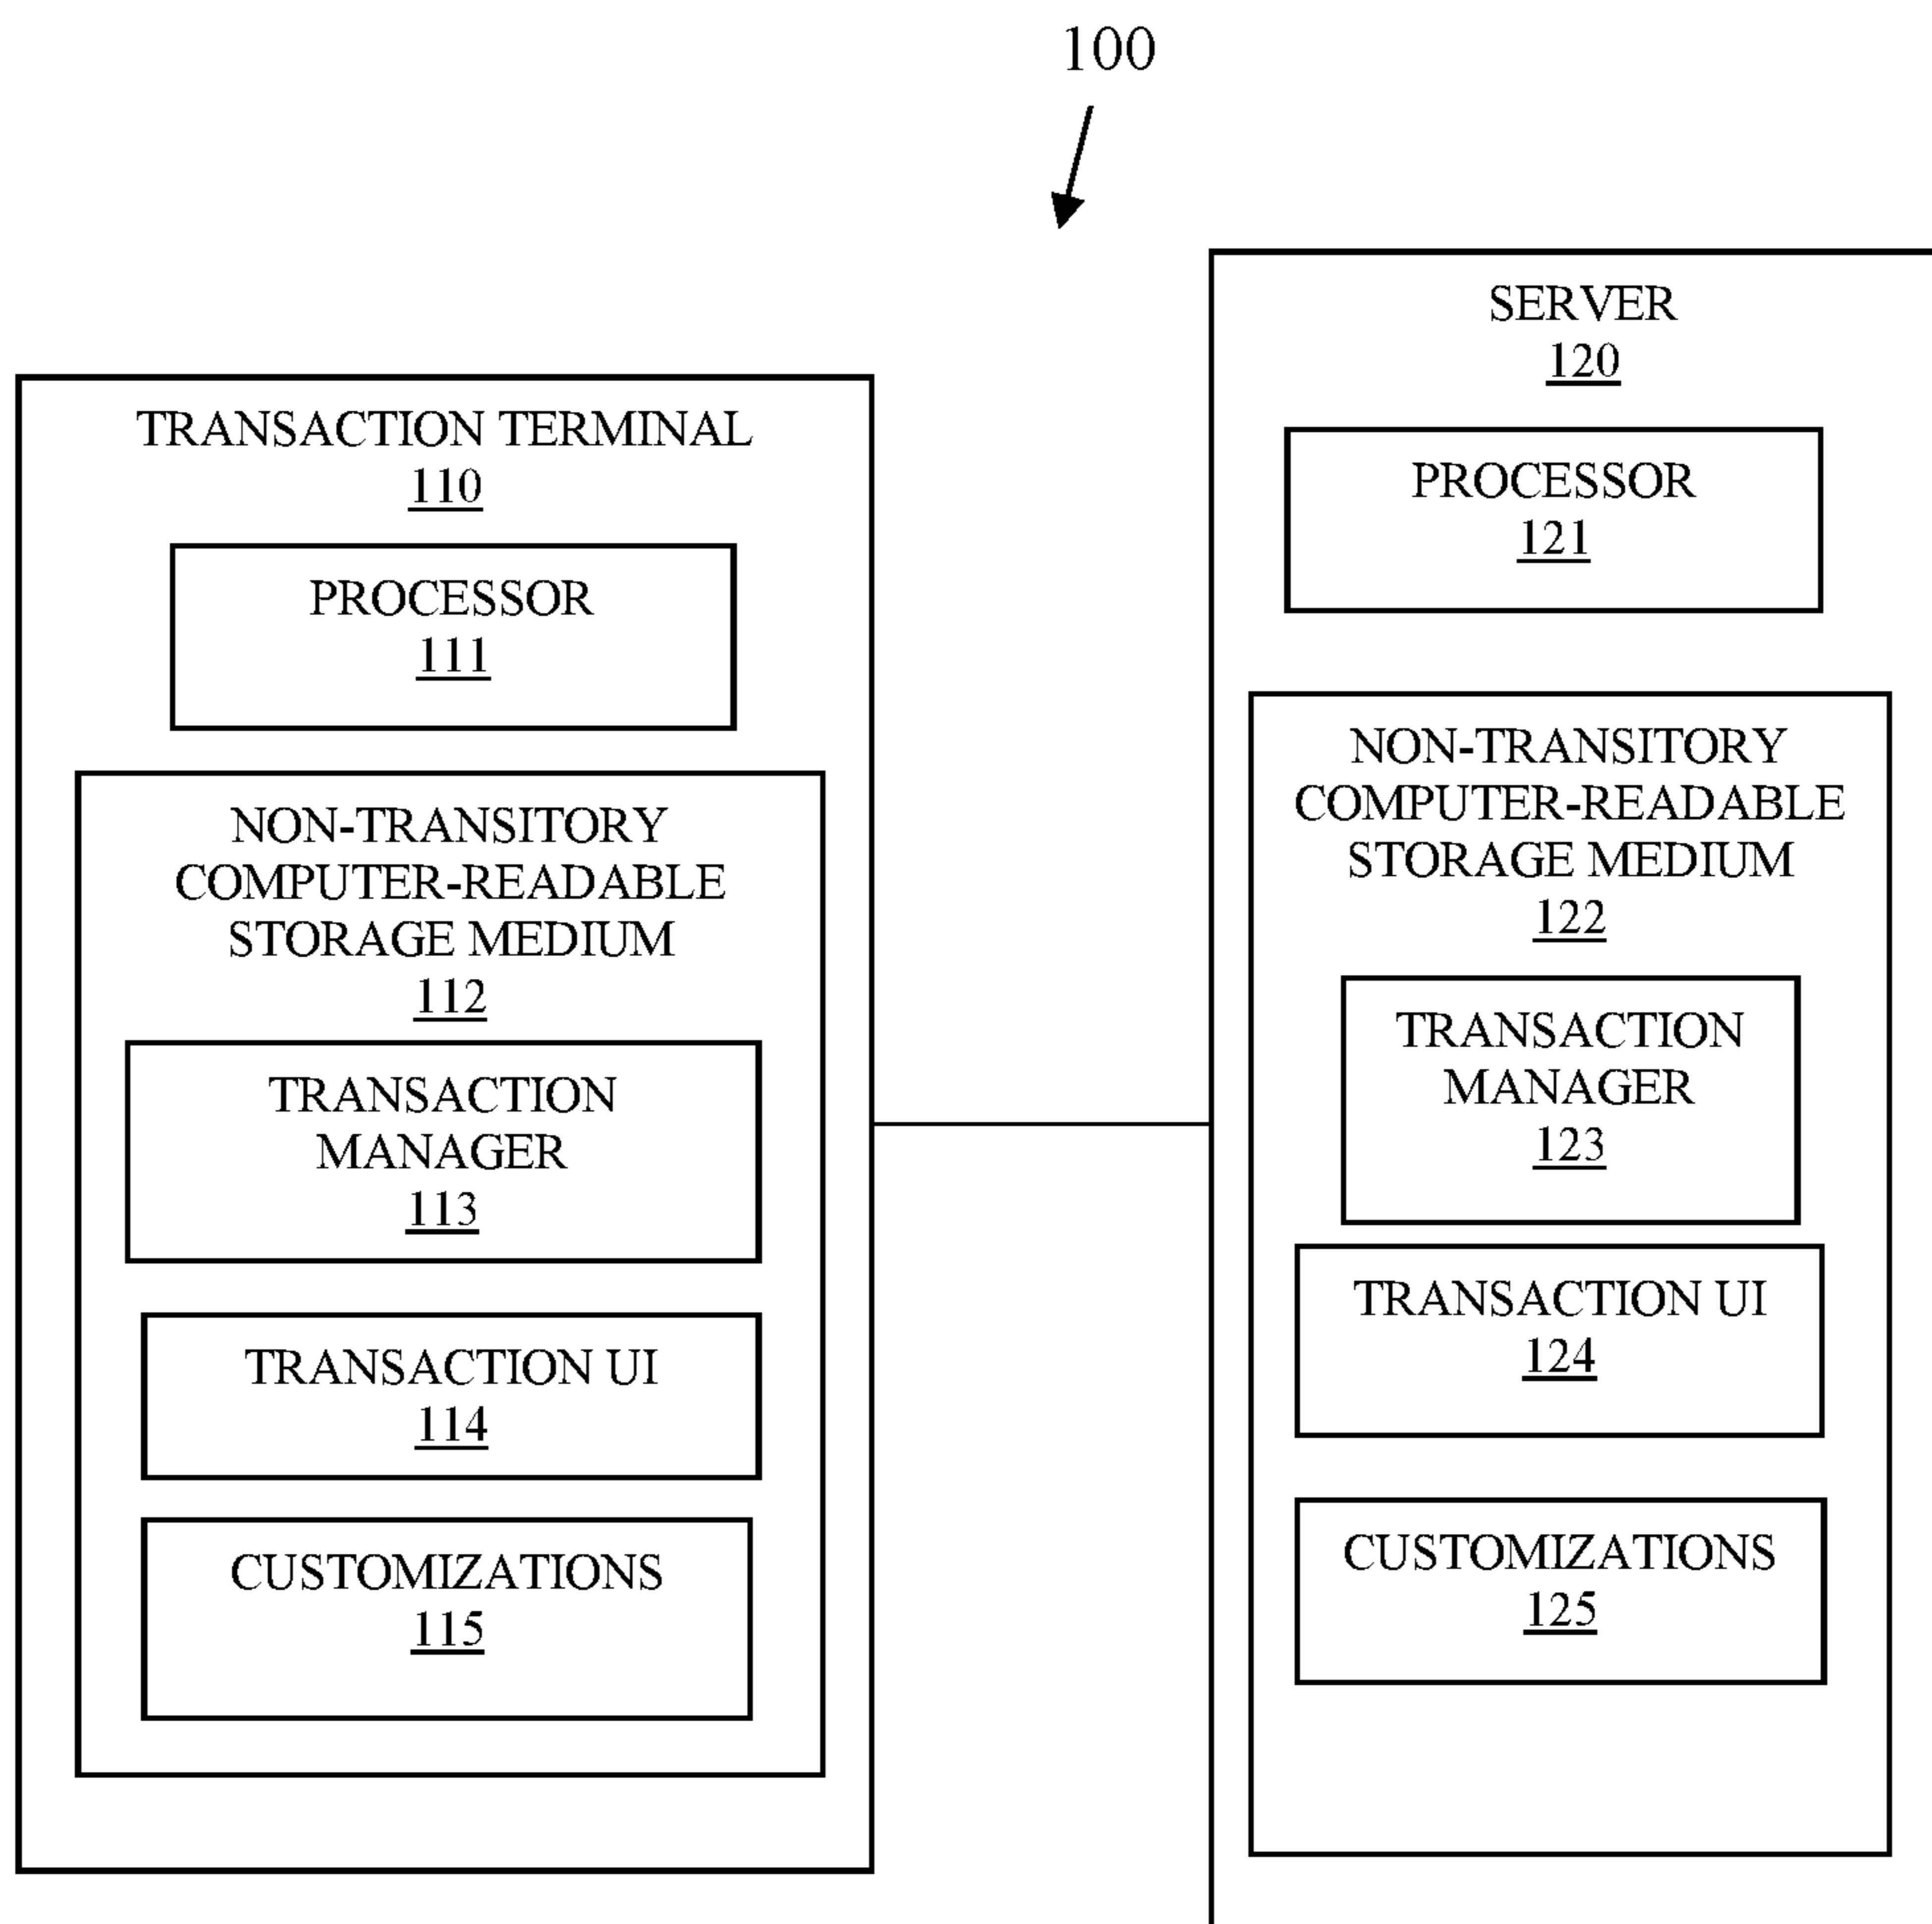 100
TRANSACTION TERMINAL
110
PROCESSOR
111
NON-TRANSITORY
COMPUTER-READABLE
STORAGE MEDIUM
112
TRANSACTION
MANAGER
113
TRANSACTION UI
114
CUSTOMIZATIONS
115
SERVER
120
PROCESSOR
121
NON-TRANSITORY
COMPUTER-READABLE
STORAGE MEDIUM
122
TRANSACTION
MANAGER
123
TRANSACTION UI
124
CUSTOMIZATIONS
125